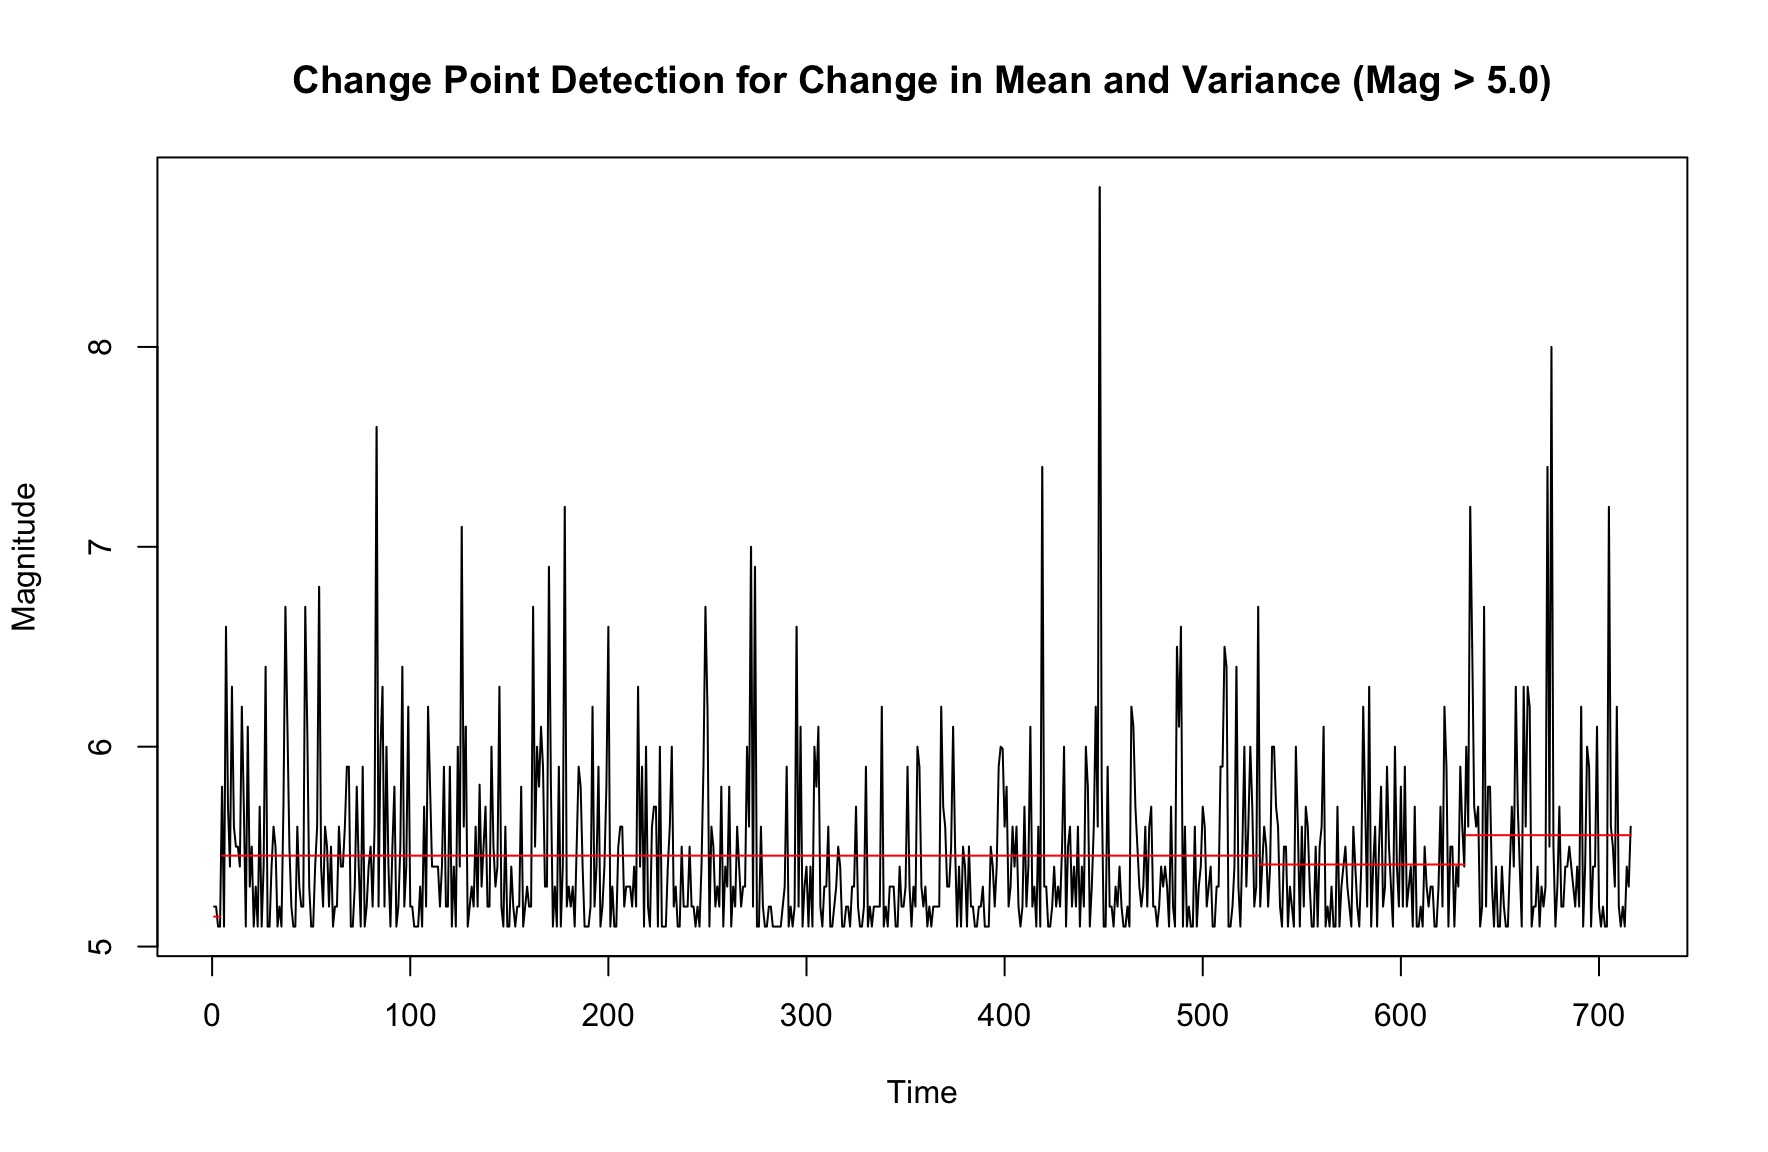 Change Point Detection for Change in Mean and Variance (Mag > 5.0)
Magnitude
8
7
6
5
0 100 200 300 400 500 600 700
Time